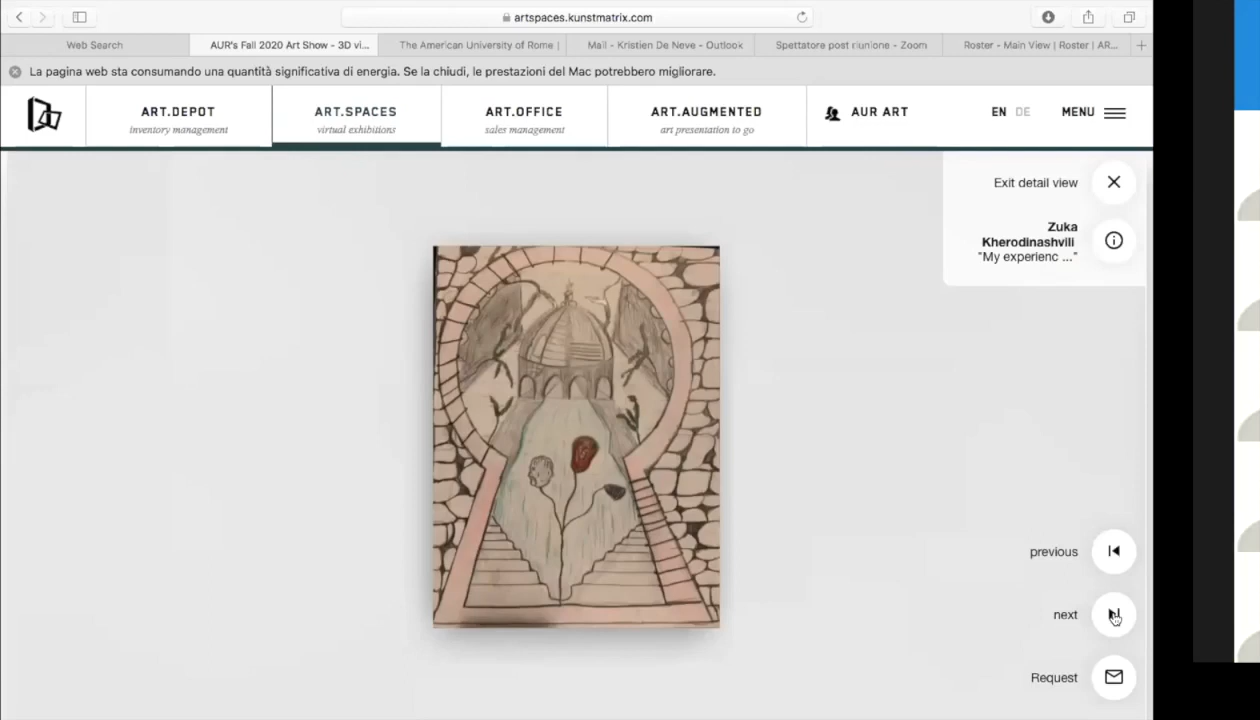 artspaces.kunstmatrix.com
Web Search
AUR's Fall 2020 Art Show - 3D vi...
The American University of Rome |
Mail - Kristien De Neve - Outlook
Spettatore post riunione - Zoom
Roster - Main View | Roster | AR...
La pagina web sta consumando una quantità significativa di energia. Se la chiudi, le prestazioni del Mac potrebbero migliorare.
ART.DEPOT
inventory management
ART.SPACES
virtual exhibitions
ART.OFFICE
sales management
ART.AUGMENTED
art presentation to go
AUR ART
EN DE
MENU
Exit detail view
Zuka
Kherodinashvili
"My experienc ..."
previous
next
Request